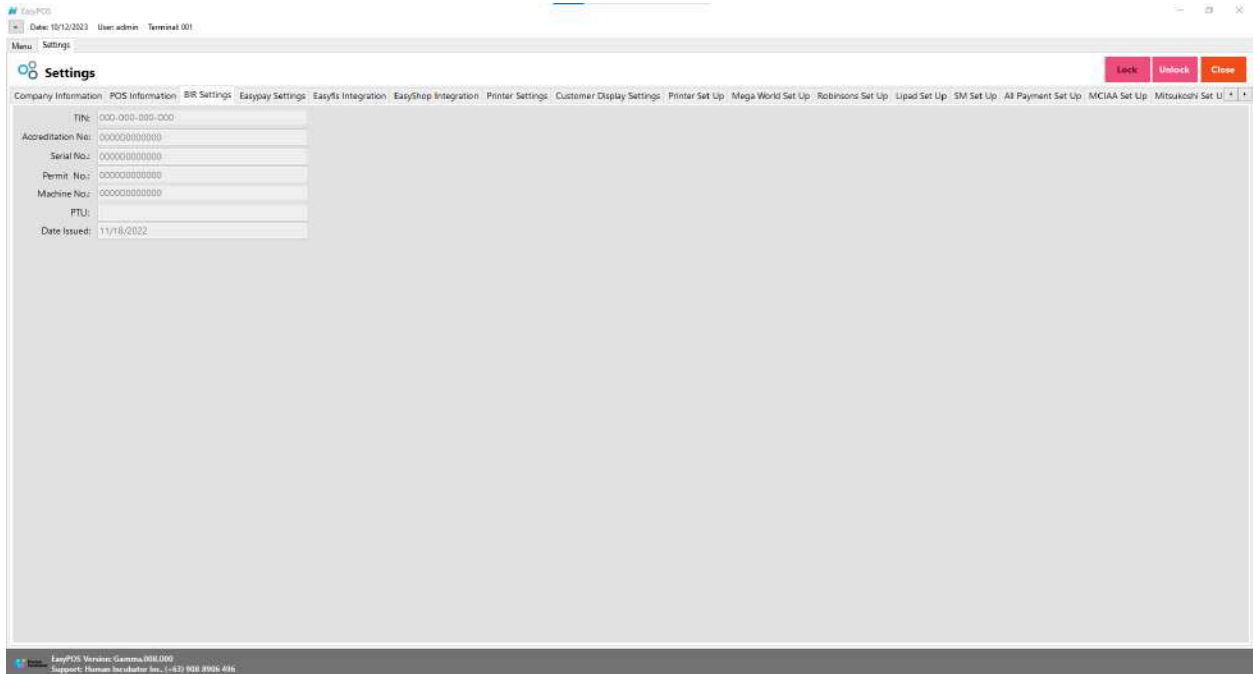 EasyPOS
Date: 10/12/2023 User: admin Terminal: 001
Menu Settings
Settings
Lock Unlock Close
Company Information POS Information BIR Settings Easypay Settings Easyfis Integration EasyShop Integration Printer Settings Customer Display Settings Printer Set Up Mega World Set Up Robinsons Set Up Lipad Set Up SM Set Up All Payment Set Up MCIAA Set Up Mitsukoshi Set U
TIN: 000-000-000-000
Accreditation No: 000000000000
Serial No.: 000000000000
Permit No.: 000000000000
Machine No.: 000000000000
PTU:
Date Issued: 11/18/2022
EasyPOS Version: Gamma.008.000
Support: Human Incubator Inc. (+63) 908 8906 496